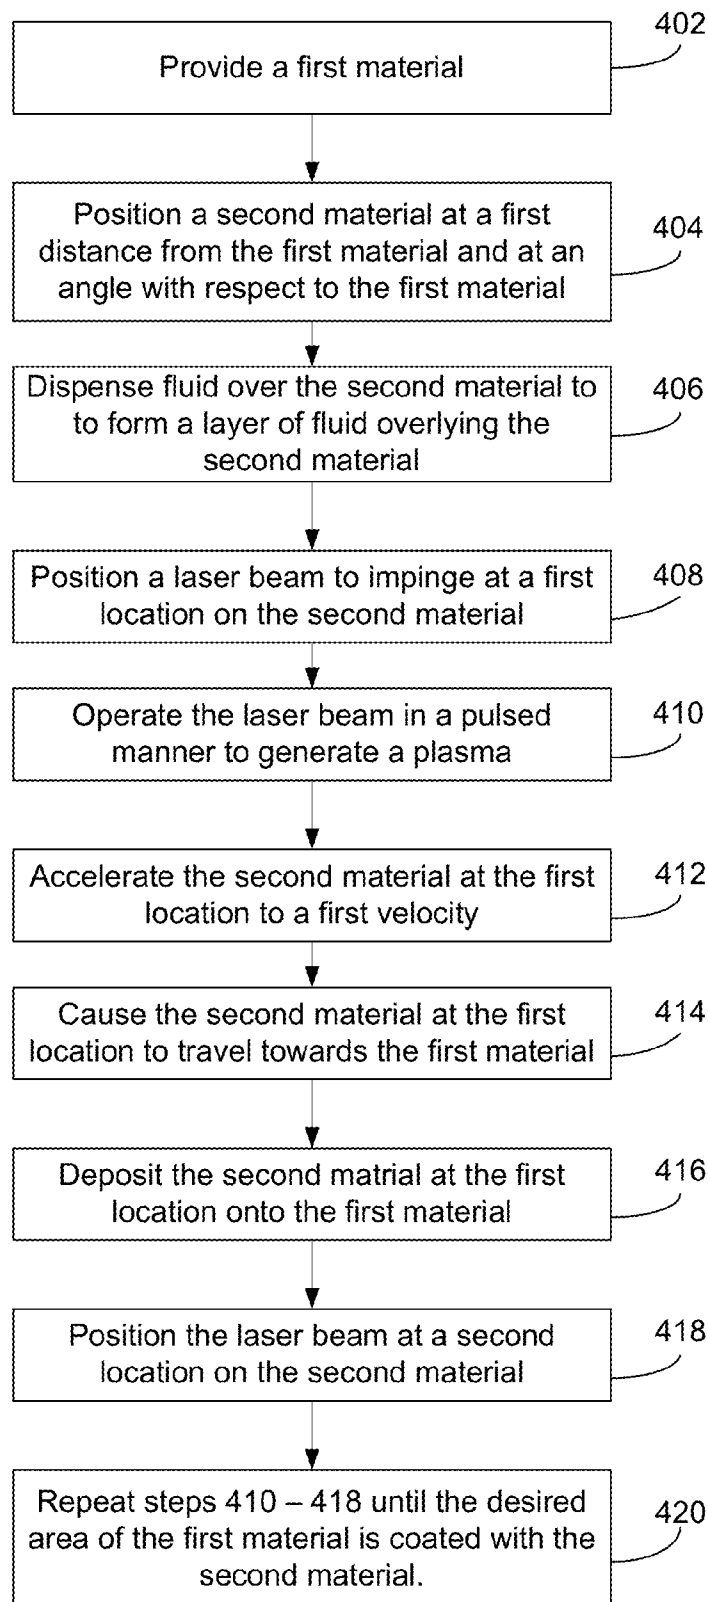 402
Provide a first material
Position a second material at a first
distance from the first material and at an
angle with respect to the first material
404
Dispense fluid over the second material to
to form a layer of fluid overlying the
second material
406
Position a laser beam to impinge at a first
location on the second material
408
Operate the laser beam in a pulsed
manner to generate a plasma
410
Accelerate the second material at the first
location to a first velocity
412
Cause the second material at the first
location to travel towards the first material
414
Deposit the second matrial at the first
location onto the first material
416
Position the laser beam at a second
location on the second material
418
Repeat steps 410 – 418 until the desired
area of the first material is coated with the
second material.
420